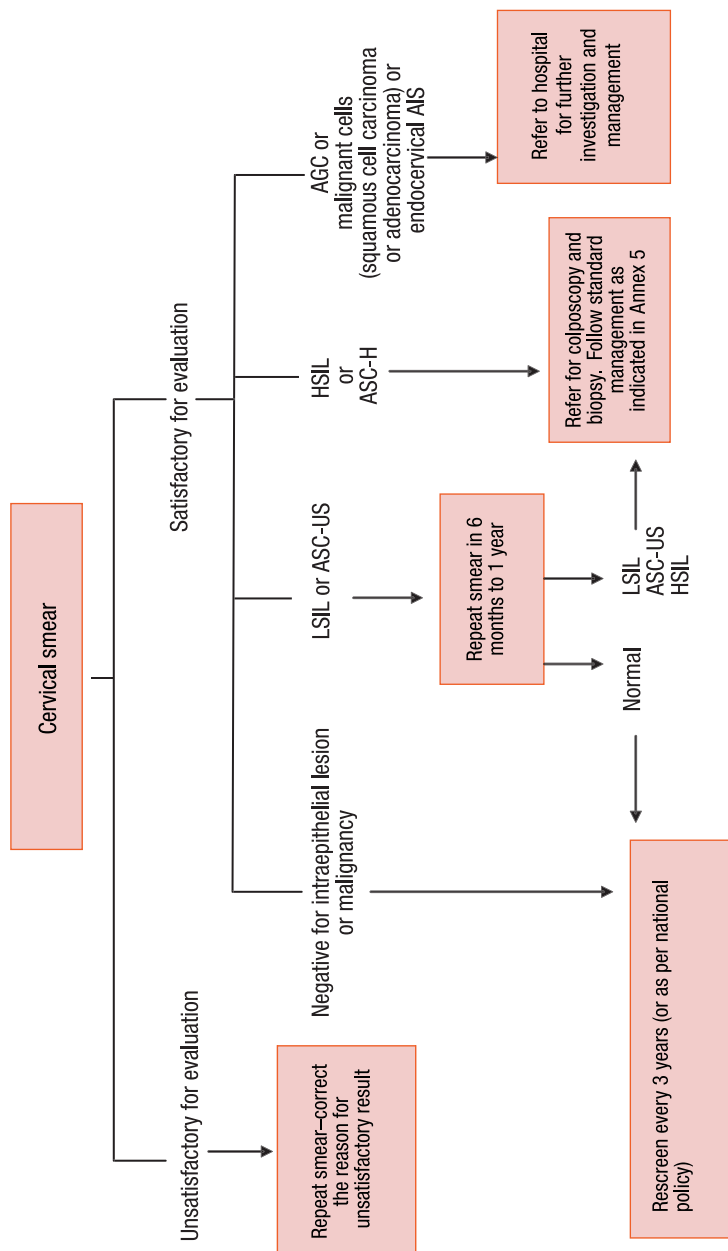 Cervical smear
Unsatisfactory for evaluation
Satisfactory for evaluation
Repeat smear–correct
the reason for
unsatisfactory result
Negative for intraepithelial lesion
or malignancy
LSIL or ASC-US
HSIL
or
ASC-H
AGC or
malignant cells
(squamous cell carcinoma
or adenocarcinoma) or
endocervical AIS
Repeat smear in 6
months to 1 year
Refer to hospital
for further
investigation and
management
Refer for colposcopy and
biopsy. Follow standard
management as
indicated in Annex 5
Normal
LSIL
ASC-US
HSIL
Rescreen every 3 years (or as per national
policy)